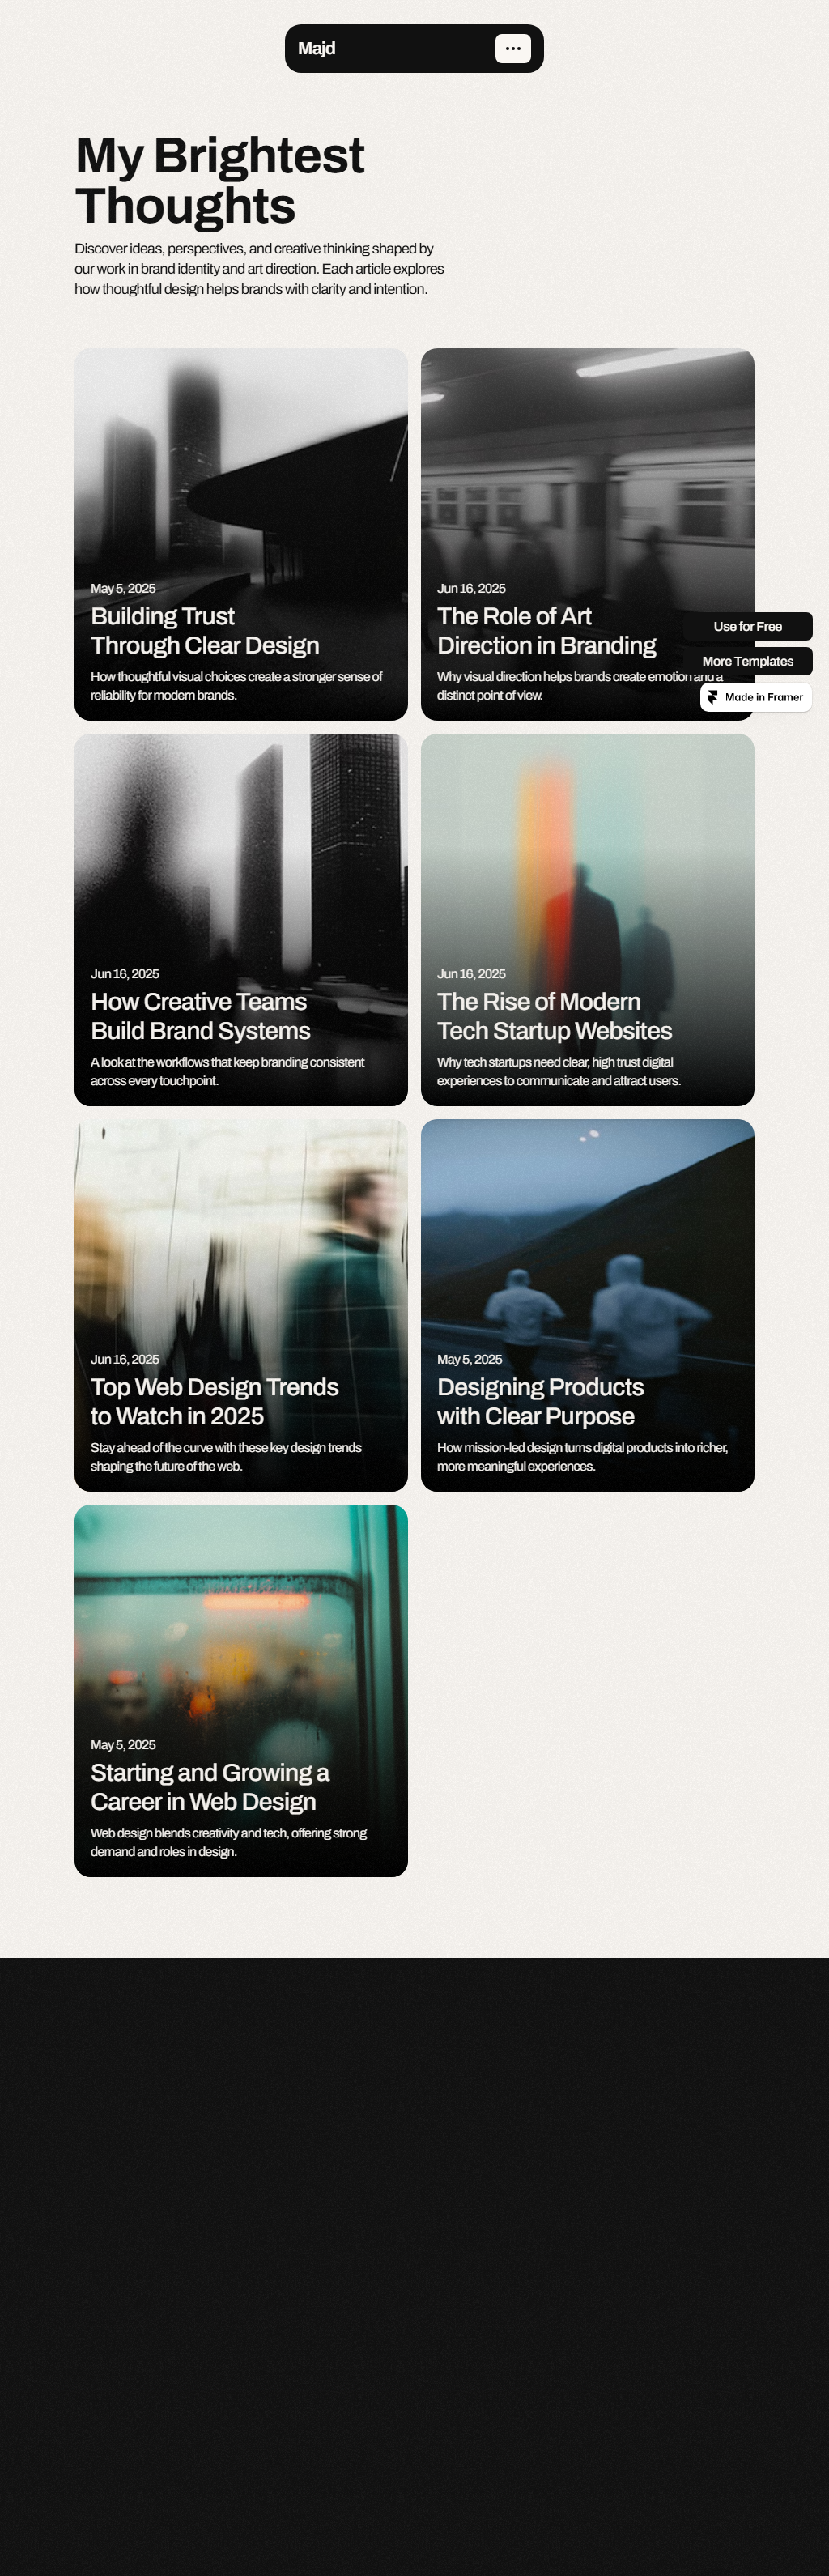 Majd
My Brightest
Thoughts
Discover ideas, perspectives, and creative thinking shaped by
our work in brand identity and art direction. Each article explores
how thoughtful design helps brands with clarity and intention.
May 5, 2025
Building Trust
Through Clear Design
How thoughtful visual choices create a stronger sense of
reliability for modern brands.
Jun 16, 2025
The Role of Art
Direction in Branding
Why visual direction helps brands create emotion and a
distinct point of view.
Use for Free
More Templates
Made in Framer
Jun 16, 2025
How Creative Teams
Build Brand Systems
A look at the workflows that keep branding consistent
across every touchpoint.
Jun 16, 2025
The Rise of Modern
Tech Startup Websites
Why tech startups need clear, high trust digital
experiences to communicate and attract users.
Jun 16, 2025
Top Web Design Trends
to Watch in 2025
Stay ahead of the curve with these key design trends
shaping the future of the web.
May 5, 2025
Designing Products
with Clear Purpose
How mission-led design turns digital products into richer,
more meaningful experiences.
May 5, 2025
Starting and Growing a
Career in Web Design
Web design blends creativity and tech, offering strong
demand and roles in design.